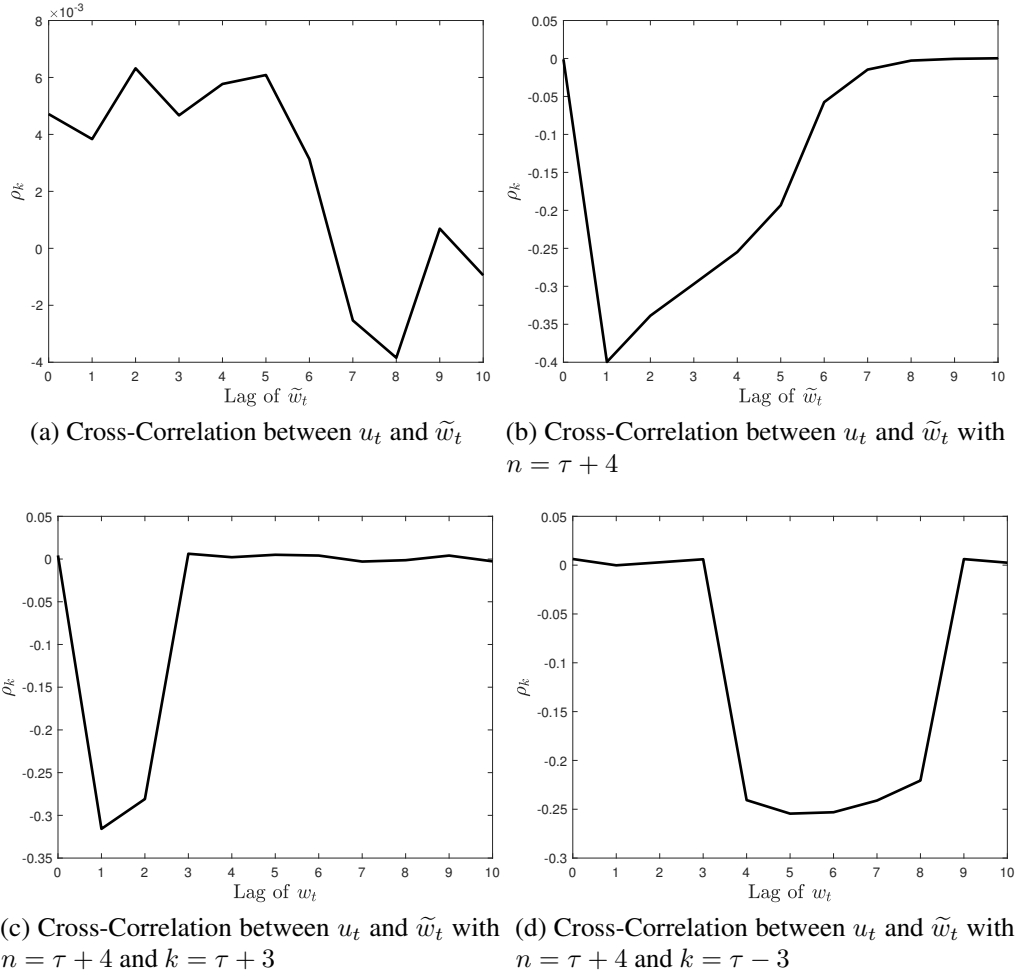 ×10⁻³
8
6
4
2
0
-2
-4
0 1 2 3 4 5 6 7 8 9 10
ρₖ
Lag of w̃ₜ
(a) Cross-Correlation between uₜ and w̃ₜ
0.05
0
-0.05
-0.1
-0.15
-0.2
-0.25
-0.3
-0.35
-0.4
0 1 2 3 4 5 6 7 8 9 10
ρₖ
Lag of w̃ₜ
(b) Cross-Correlation between uₜ and w̃ₜ with
n = τ + 4
0.05
0
-0.05
-0.1
-0.15
-0.2
-0.25
-0.3
-0.35
0 1 2 3 4 5 6 7 8 9 10
ρₖ
Lag of wₜ
(c) Cross-Correlation between uₜ and w̃ₜ with
n = τ + 4 and k = τ + 3
0.05
0
-0.05
-0.1
-0.15
-0.2
-0.25
-0.3
0 1 2 3 4 5 6 7 8 9 10
ρₖ
Lag of wₜ
(d) Cross-Correlation between uₜ and w̃ₜ with
n = τ + 4 and k = τ − 3